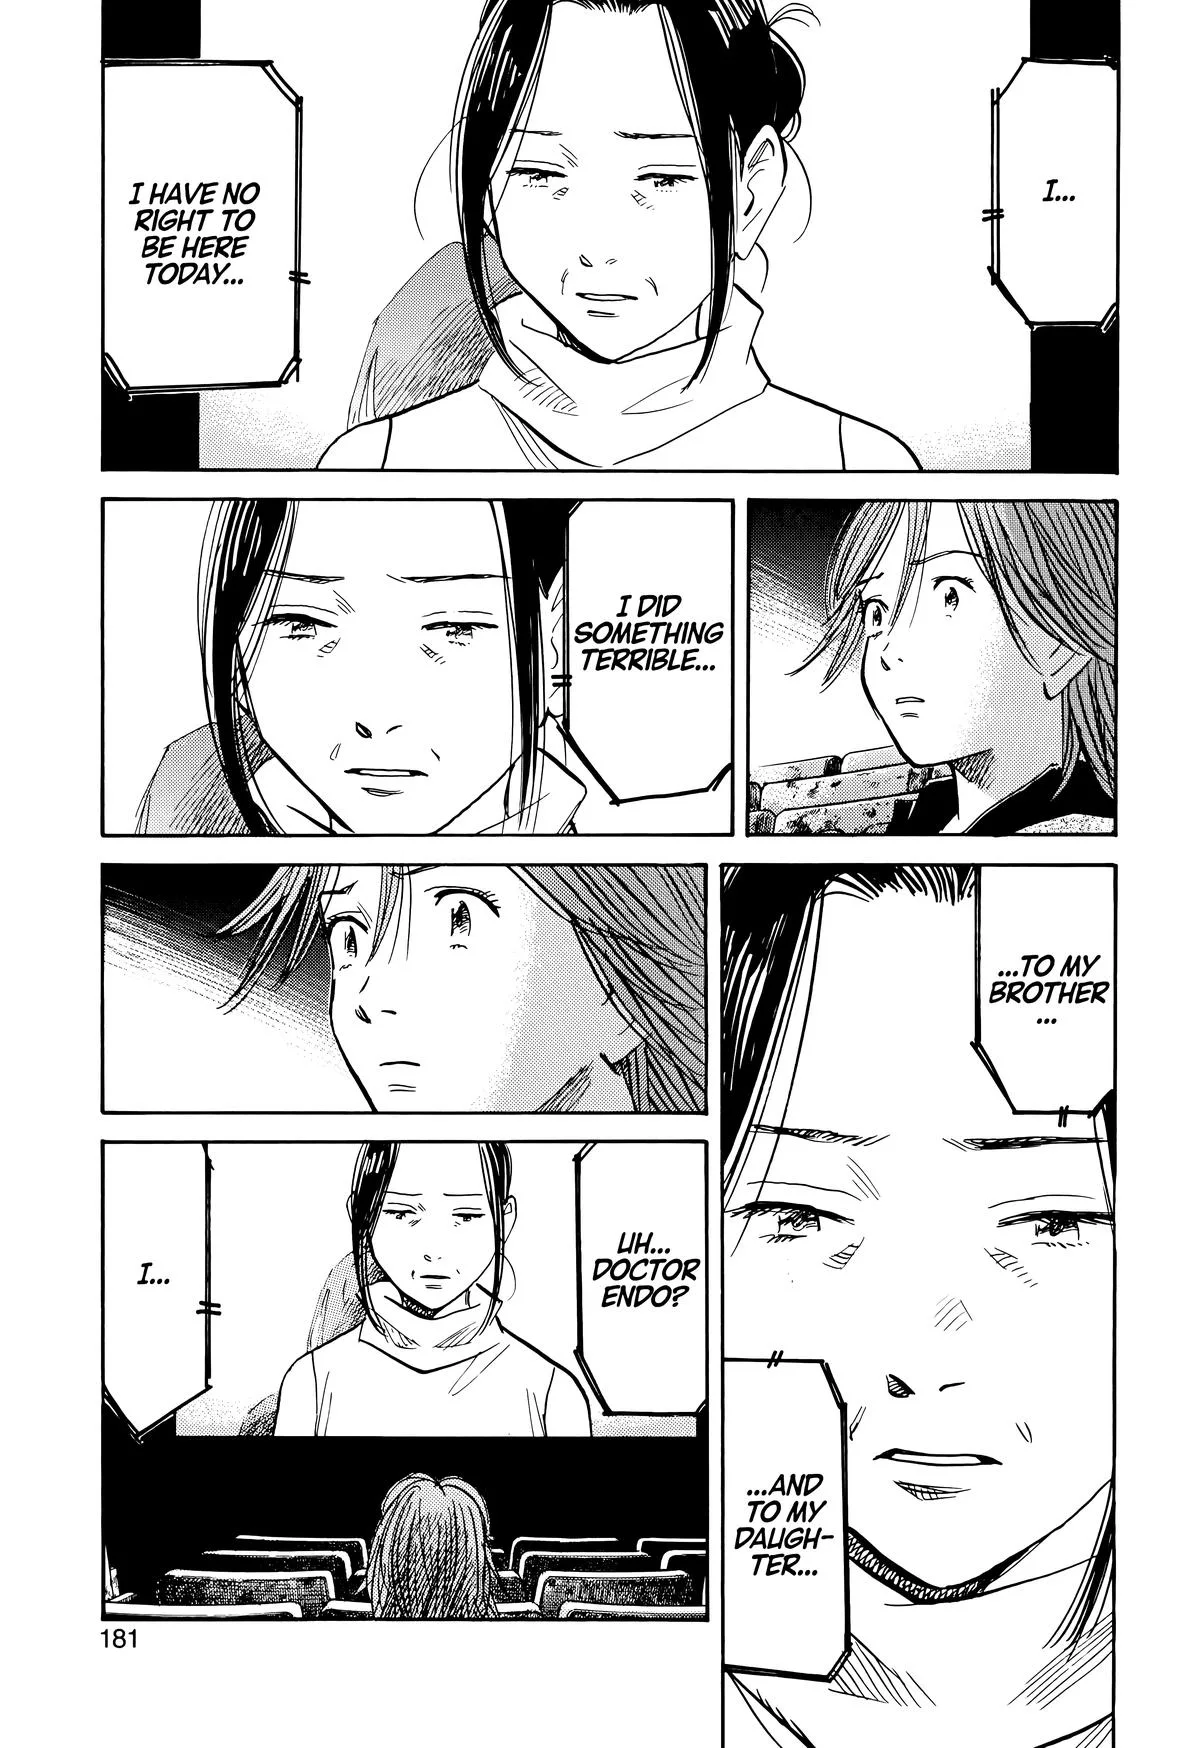 I...
I HAVE NO
RIGHT TO
BE HERE
TODAY...
I DID
SOMETHING
TERRIBLE...
...TO MY
BROTHER
...
...AND
TO MY
DAUGH-
TER...
UH...
DOCTOR
ENDO?
I...
181